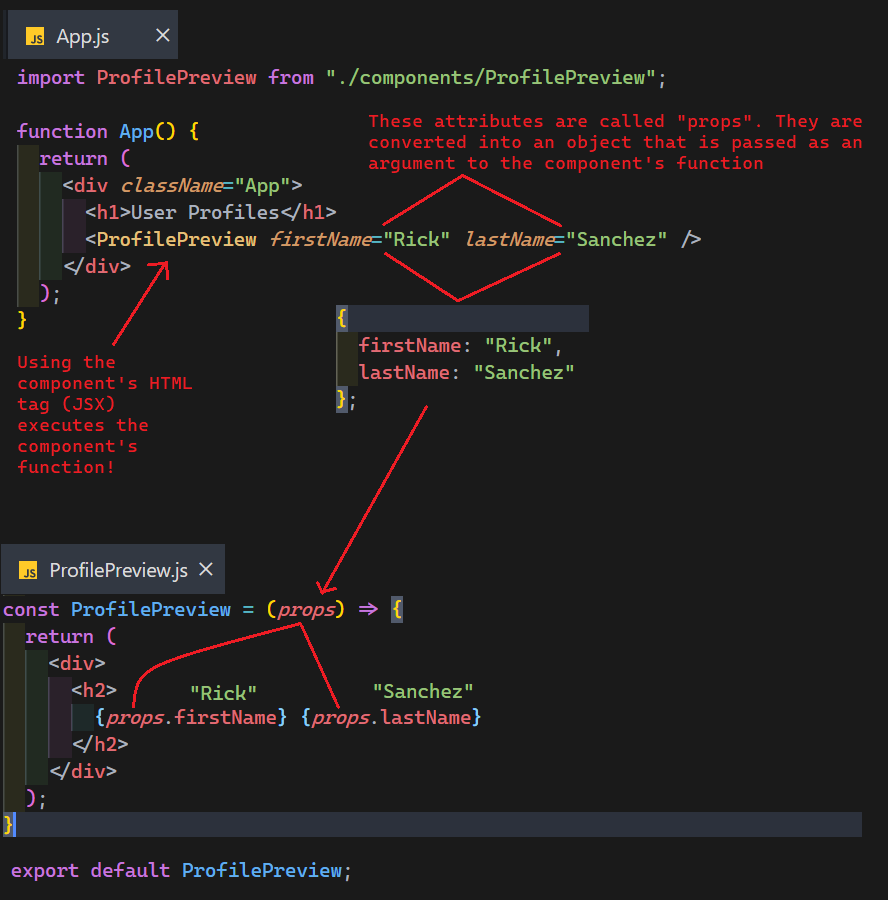 JS App.js ×
import ProfilePreview from "./components/ProfilePreview";
These attributes are called "props". They are
converted into an object that is passed as an
argument to the component's function
function App() {
return (
<div className="App">
<h1>User Profiles</h1>
<ProfilePreview firstName="Rick" lastName="Sanchez" />
</div>
);
}
{
firstName: "Rick",
lastName: "Sanchez"
};
Using the
component's HTML
tag (JSX)
executes the
component's
function!
JS ProfilePreview.js ×
const ProfilePreview = (props) => {
return (
<div>
<h2>
"Rick" "Sanchez"
{props.firstName} {props.lastName}
</h2>
</div>
);
}
export default ProfilePreview;